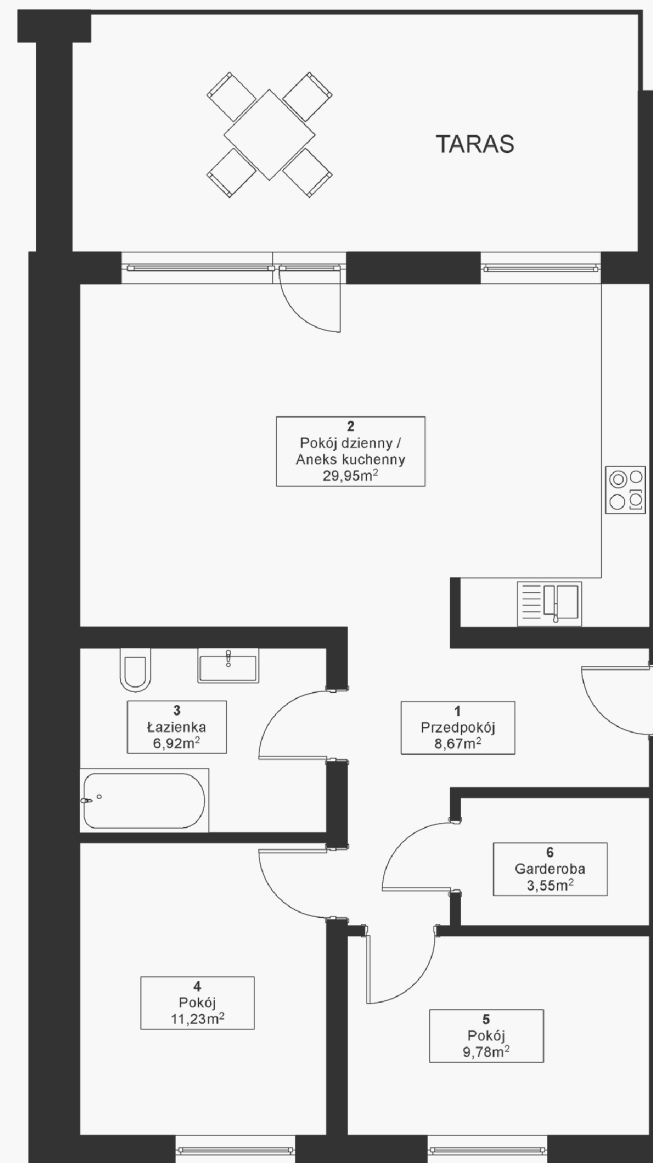 TARAS
2
Pokój dzienny /
Aneks kuchenny
29,95m²
3
Łazienka
6,92m²
1
Przedpokój
8,67m²
6
Garderoba
3,55m²
4
Pokój
11,23m²
5
Pokój
9,78m²